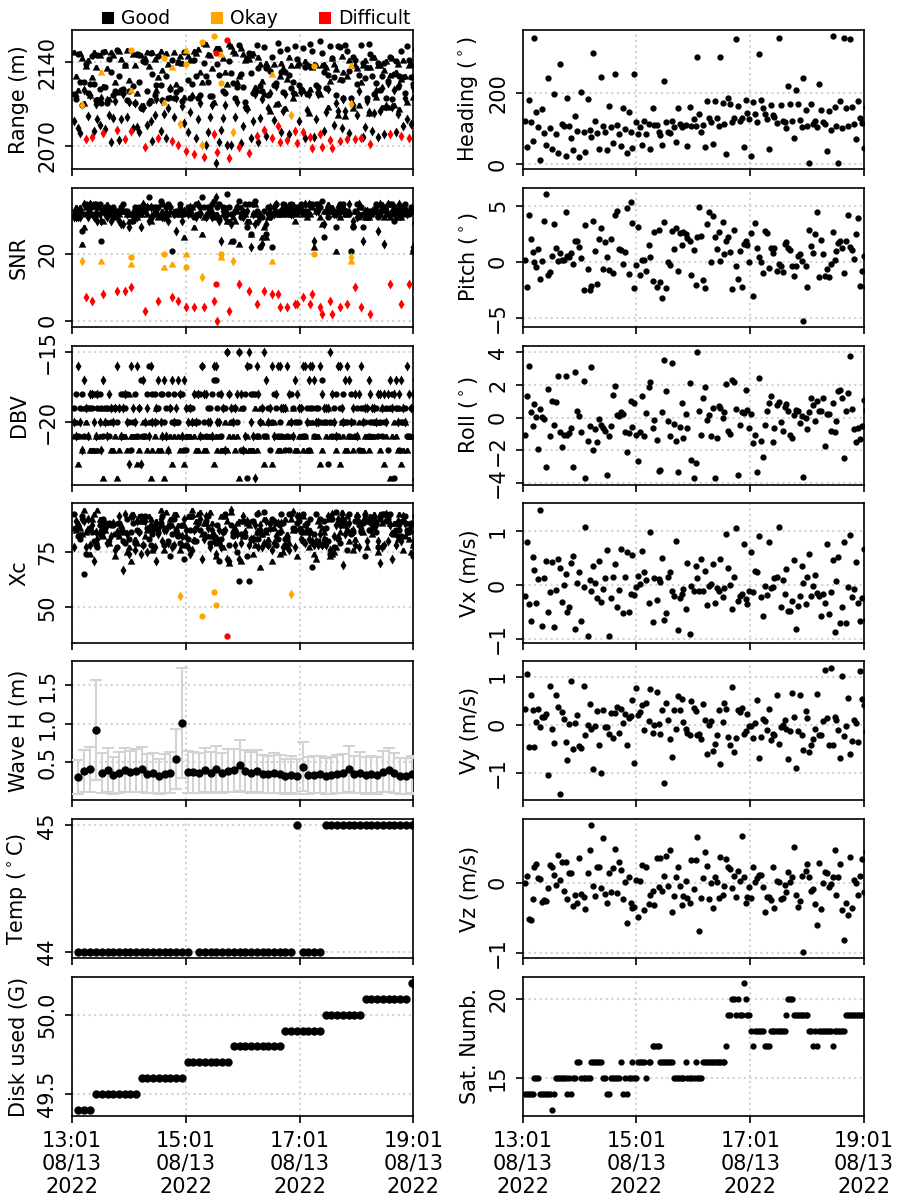 Good Okay Difficult
Range (m)
2140
2070
Heading (°)
200
0
SNR
20
0
Pitch (°)
5
0
−5
DBV
−15
−20
Roll (°)
4
2
0
−2
−4
Xc
75
50
Vx (m/s)
1
0
−1
Wave H (m)
1.5
1.0
0.5
Vy (m/s)
1
0
−1
Temp (°C)
45
44
Vz (m/s)
0
−1
Disk used (G)
50.0
49.5
Sat. Numb.
20
15
13:01 15:01 17:01 19:01
08/13 08/13 08/13 08/13
2022 2022 2022 2022
13:01 15:01 17:01 19:01
08/13 08/13 08/13 08/13
2022 2022 2022 2022